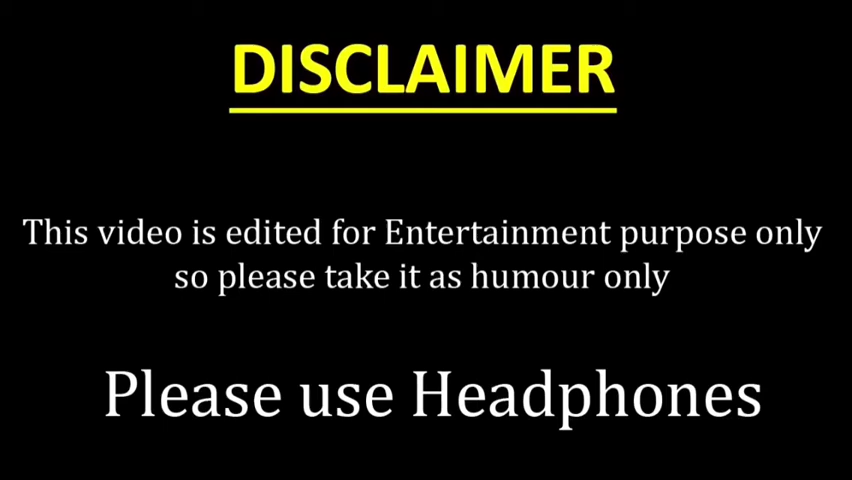 DISCLAIMER
This video is edited for Entertainment purpose only
so please take it as humour only
Please use Headphones